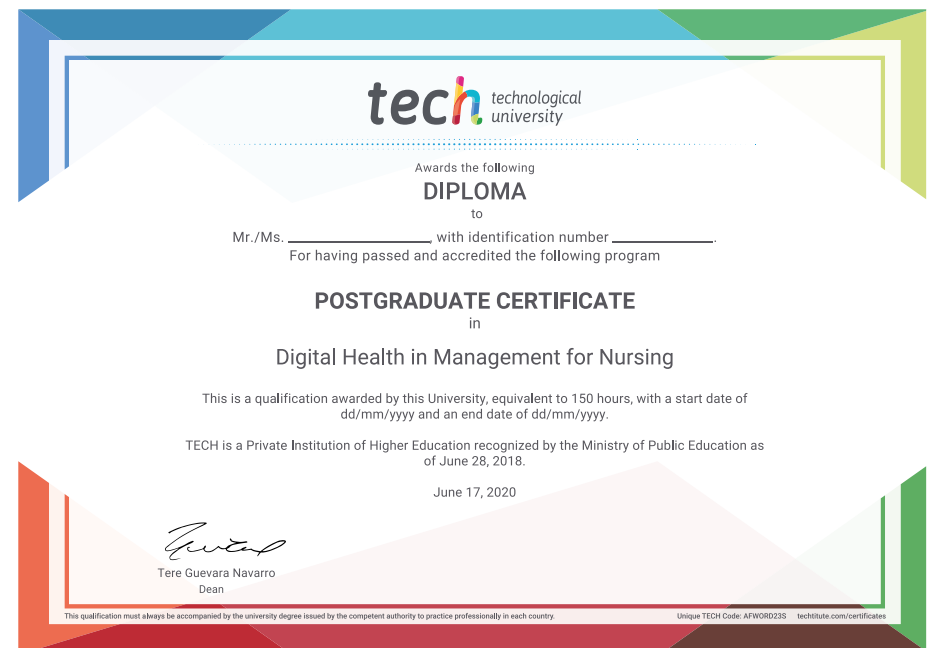 tech technological
university
Awards the following
DIPLOMA
to
Mr./Ms. ____________________, with identification number ______________.
For having passed and accredited the following program
POSTGRADUATE CERTIFICATE
in
Digital Health in Management for Nursing
This is a qualification awarded by this University, equivalent to 150 hours, with a start date of
dd/mm/yyyy and an end date of dd/mm/yyyy.
TECH is a Private Institution of Higher Education recognized by the Ministry of Public Education as
of June 28, 2018.
June 17, 2020
Tere Guevara Navarro
Dean
This qualification must always be accompanied by the university degree issued by the competent authority to practice professionally in each country. Unique TECH Code: AFWORD23S techtitute.com/certificates